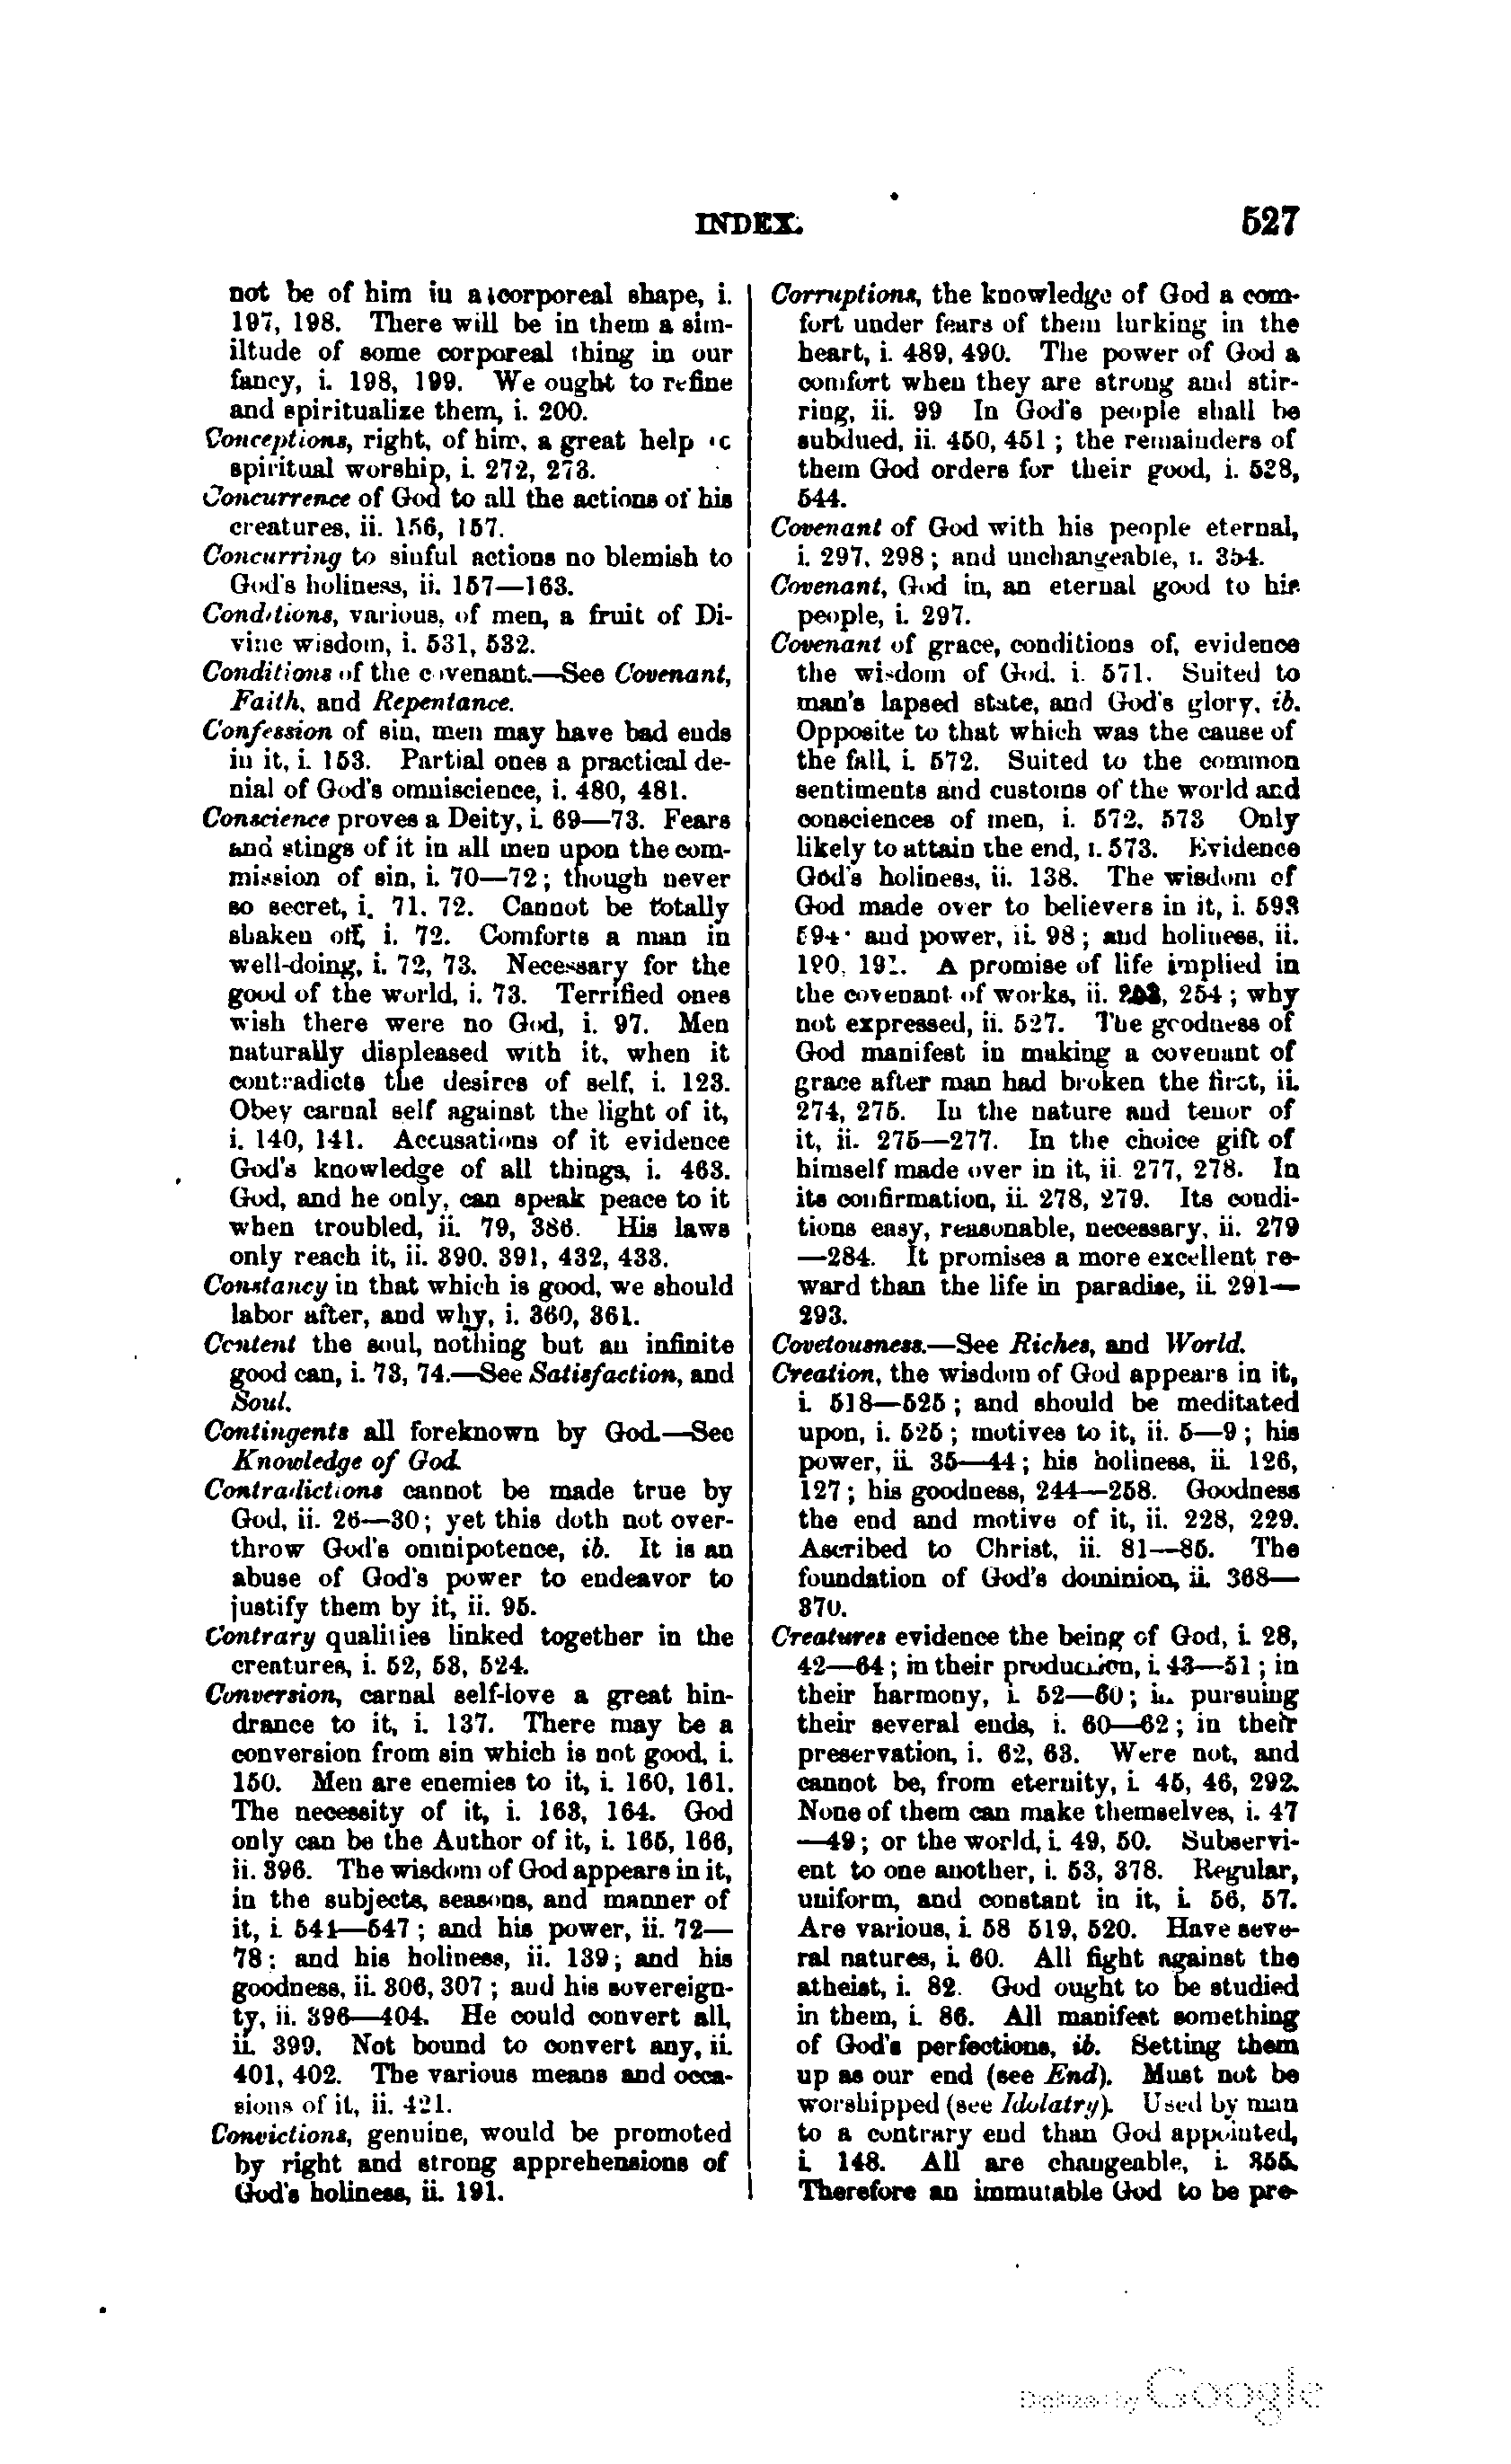 INDEX.
527
not be of him in a corporeal shape, i.
197, 198. There will be in them a sim-
iltude of some corporeal thing in our
fancy, i. 198, 199. We ought to refine
and spiritualize them, i. 200.
Conceptions, right, of him, a great help
spiritual worship, i. 272, 273.
Concurrence of God to all the actions of his
creatures, ii. 156, 157.
Concurring to sinful actions no blemish to
God's holiness, ii. 157—163.
Conditions, various, of men, a fruit of Di-
vine wisdom, i. 531, 532.
Conditions of the covenant.—See Covenant,
Faith, and Repentance.
Confession of sin, men may have bad ends
in it, i. 153. Partial ones a practical de-
nial of God's omniscience, i. 480, 481.
Conscience proves a Deity, i. 69—73. Fears
and stings of it in all men upon the com-
mission of sin, i. 70—72; though never
so secret, i. 71, 72. Cannot be totally
shaken off, i. 72. Comforts a man in
well-doing, i. 72, 73. Necessary for the
good of the world, i. 73. Terrified ones
wish there were no God, i. 97. Men
naturally displeased with it, when it
contradicts the desires of self, i. 123.
Obey carnal self against the light of it,
i. 140, 141. Accusations of it evidence
God's knowledge of all things, i. 463.
God, and he only, can speak peace to it
when troubled, ii. 79, 386. His laws
only reach it, ii. 390, 391, 432, 433.
Constancy in that which is good, we should
labor after, and why, i. 360, 361.
Content the soul, nothing but an infinite
good can, i. 73, 74.—See Satisfaction, and
Soul.
Contingents all foreknown by God.—See
Knowledge of God.
Contradictions cannot be made true by
God, ii. 26—30; yet this doth not over-
throw God's omnipotence, ib. It is an
abuse of God's power to endeavor to
justify them by it, ii. 95.
Contrary qualities linked together in the
creatures, i. 52, 53, 524.
Conversion, carnal self-love a great hin-
drance to it, i. 137. There may be a
conversion from sin which is not good, i.
150. Men are enemies to it, i. 160, 161.
The necessity of it, i. 163, 164. God
only can be the Author of it, i. 165, 166,
ii. 396. The wisdom of God appears in it,
in the subjects, seasons, and manner of
it, i. 541—547; and his power, ii. 72—
78; and his holiness, ii. 139; and his
goodness, ii. 306, 307; and his sovereign-
ty, ii. 396—404. He could convert all,
ii. 399. Not bound to convert any, ii.
401, 402. The various means and occa-
sions of it, ii. 421.
Convictions, genuine, would be promoted
by right and strong apprehensions of
God's holiness, ii. 191.
Corruptions, the knowledge of God a com-
fort under fears of them lurking in the
heart, i. 489, 490. The power of God a
comfort when they are strong and stir-
ring, ii. 99 In God's people shall be
subdued, ii. 450, 451; the remainders of
them God orders for their good, i. 528,
544.
Covenant of God with his people eternal,
i. 297, 298; and unchangeable, i. 354.
Covenant, God in, an eternal good to his
people, i. 297.
Covenant of grace, conditions of, evidence
the wisdom of God, i. 571. Suited to
man's lapsed state, and God's glory, ib.
Opposite to that which was the cause of
the fall, i. 572. Suited to the common
sentiments and customs of the world and
consciences of men, i. 572, 573 Only
likely to attain the end, i. 573. Evidence
God's holiness, ii. 138. The wisdom of
God made over to believers in it, i. 593
594 and power, ii. 98; and holiness, ii.
190, 191. A promise of life implied in
the covenant of works, ii. 253, 254; why
not expressed, ii. 527. The goodness of
God manifest in making a covenant of
grace after man had broken the first, ii.
274, 275. In the nature and tenor of
it, ii. 275—277. In the choice gift of
himself made over in it, ii. 277, 278. In
its confirmation, ii. 278, 279. Its condi-
tions easy, reasonable, necessary, ii. 279
—284. It promises a more excellent re-
ward than the life in paradise, ii. 291—
293.
Covetousness.—See Riches, and World.
Creation, the wisdom of God appears in it,
i. 518—525; and should be meditated
upon, i. 525; motives to it, ii. 5—9; his
power, ii. 35—44; his holiness, ii. 126,
127; his goodness, 244—258. Goodness
the end and motive of it, ii. 228, 229.
Ascribed to Christ, ii. 81—85. The
foundation of God's dominion, ii. 368—
370.
Creatures evidence the being of God, i. 28,
42—64; in their production, i. 43—51; in
their harmony, i. 52—60; in pursuing
their several ends, i. 60—62; in their
preservation, i. 62, 63. Were not, and
cannot be, from eternity, i. 45, 46, 292.
None of them can make themselves, i. 47
—49; or the world, i. 49, 50. Subservi-
ent to one another, i. 53, 378. Regular,
uniform, and constant in it, i. 56, 57.
Are various, i. 58 519, 520. Have seve-
ral natures, i. 60. All fight against the
atheist, i. 82. God ought to be studied
in them, i. 86. All manifest something
of God's perfections, ib. Setting them
up as our end (see End). Must not be
worshipped (see Idolatry). Used by man
to a contrary end than God appointed,
i. 148. All are changeable, i. 355.
Therefore an immutable God to be pre-
Digitized by Google